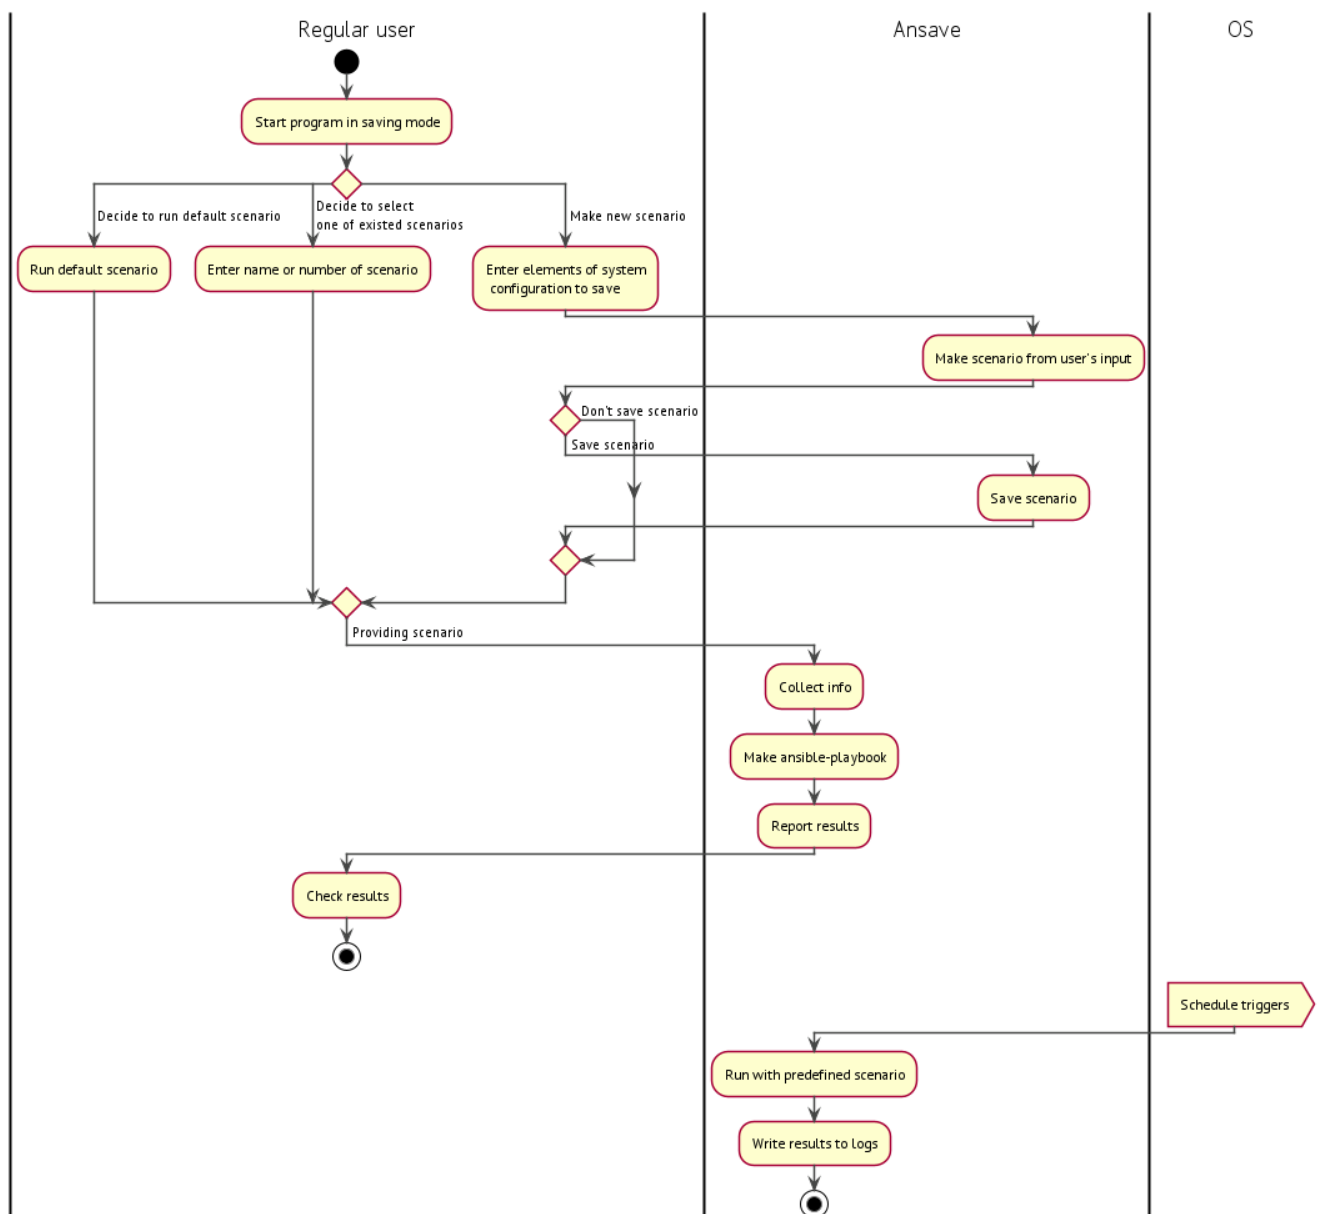 Regular user
Ansave
OS
Start program in saving mode
Decide to run default scenario
Decide to select
one of existed scenarios
Make new scenario
Run default scenario
Enter name or number of scenario
Enter elements of system
configuration to save
Make scenario from user's input
Don't save scenario
Save scenario
Save scenario
Providing scenario
Collect info
Make ansible-playbook
Report results
Check results
Schedule triggers
Run with predefined scenario
Write results to logs